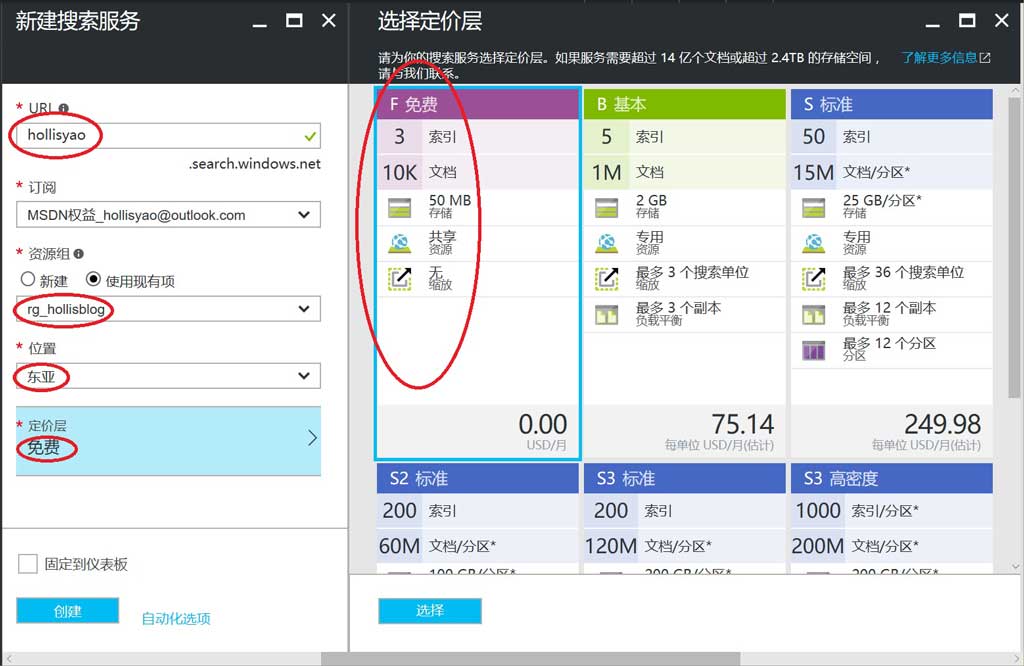 新建搜索服务
* URL
hollisyao
.search.windows.net
* 订阅
MSDN权益_hollisyao@outlook.com
* 资源组
新建
使用现有项
rg_hollisblog
* 位置
东亚
* 定价层
免费
固定到仪表板
创建
自动化选项
选择定价层
请为你的搜索服务选择定价层。如果服务需要超过 14 亿个文档或超过 2.4TB 的存储空间，
请与我们联系。
了解更多信息
F 免费
3 索引
10K 文档
50 MB
存储
共享
资源
无
缩放
0.00
USD/月
B 基本
5 索引
1M 文档
2 GB
存储
专用
资源
最多 3 个搜索单位
缩放
最多 3 个副本
负载平衡
75.14
每单位 USD/月(估计)
S 标准
50 索引
15M 文档/分区*
25 GB/分区*
存储
专用
资源
最多 36 个搜索单位
缩放
最多 12 个副本
负载平衡
最多 12 个分区
分区
249.98
每单位 USD/月(估计)
S2 标准
200 索引
60M 文档/分区*
100 GB/分区*
S3 标准
200 索引
120M 文档/分区*
200 GB/分区*
S3 高密度
1000 索引/分区*
200M 文档/分区*
200 GB/分区*
选择